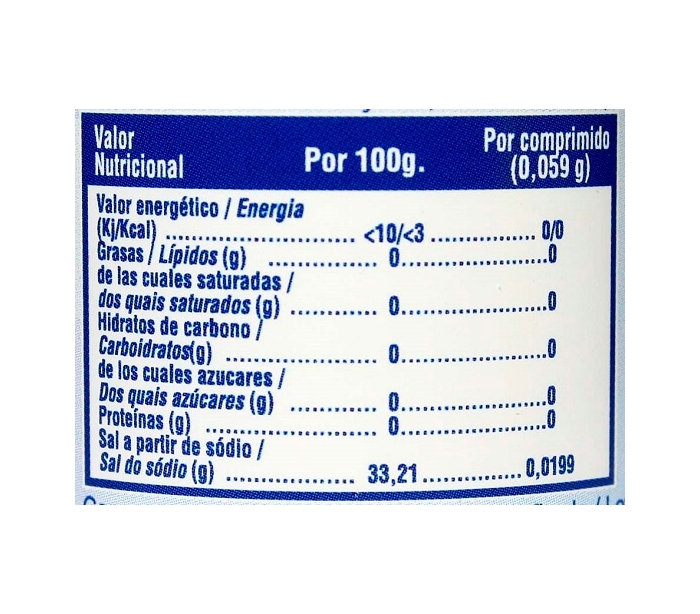 Valor Nutricional Por 100g. Por comprimido (0,059 g)
Valor energético / Energia
(Kj/Kcal) .................................. <10/<3 ................... 0/0
Grasas / Lípidos (g) ................... 0..........................0
de las cuales saturadas /
dos quais saturados (g) ............... 0..........................0
Hidratos de carbono /
Carboidratos(g) .......................... 0..........................0
de los cuales azucares /
Dos quais azúcares (g) ............... 0..........................0
Proteínas (g) .............................. 0..........................0
Sal a partir de sódio /
Sal do sódio (g) ...................... 33,21 ................. 0,0199